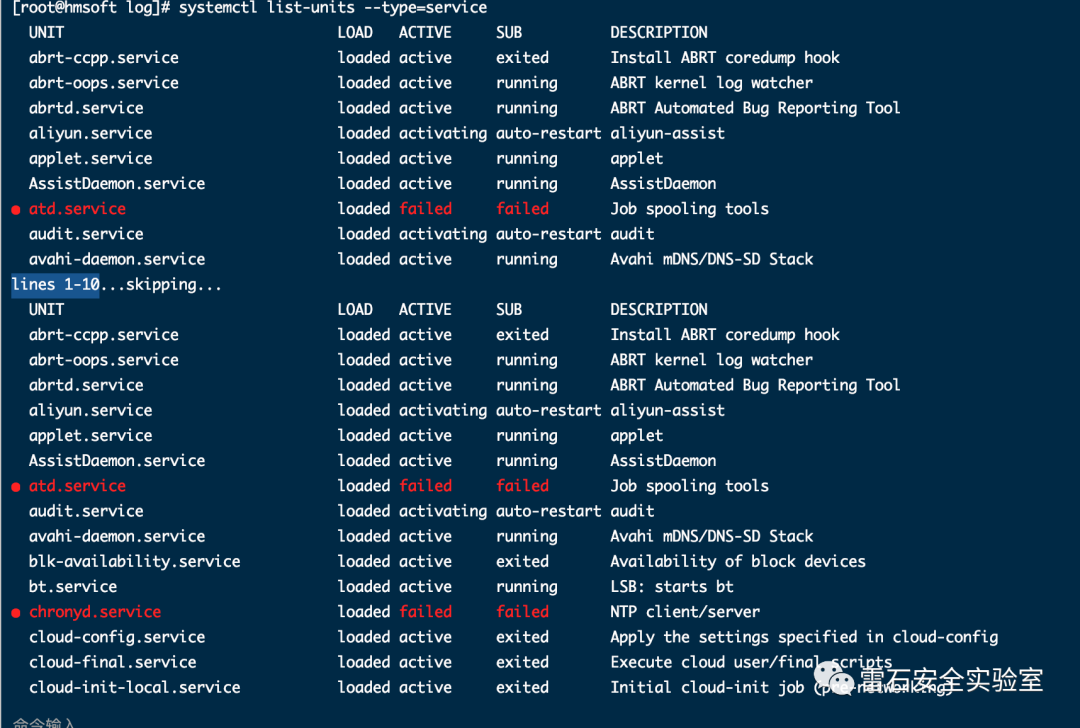 [root@hmsoft log]# systemctl list-units --type=service
UNIT LOAD ACTIVE SUB DESCRIPTION
abrt-ccpp.service loaded active exited Install ABRT coredump hook
abrt-oops.service loaded active running ABRT kernel log watcher
abrtd.service loaded active running ABRT Automated Bug Reporting Tool
aliyun.service loaded activating auto-restart aliyun-assist
applet.service loaded active running applet
AssistDaemon.service loaded active running AssistDaemon
● atd.service loaded failed failed Job spooling tools
audit.service loaded activating auto-restart audit
avahi-daemon.service loaded active running Avahi mDNS/DNS-SD Stack
lines 1-10...skipping...
UNIT LOAD ACTIVE SUB DESCRIPTION
abrt-ccpp.service loaded active exited Install ABRT coredump hook
abrt-oops.service loaded active running ABRT kernel log watcher
abrtd.service loaded active running ABRT Automated Bug Reporting Tool
aliyun.service loaded activating auto-restart aliyun-assist
applet.service loaded active running applet
AssistDaemon.service loaded active running AssistDaemon
● atd.service loaded failed failed Job spooling tools
audit.service loaded activating auto-restart audit
avahi-daemon.service loaded active running Avahi mDNS/DNS-SD Stack
blk-availability.service loaded active exited Availability of block devices
bt.service loaded active running LSB: starts bt
● chronyd.service loaded failed failed NTP client/server
cloud-config.service loaded active exited Apply the settings specified in cloud-config
cloud-final.service loaded active exited Execute cloud user/final scripts
cloud-init-local.service loaded active exited Initial cloud-init job (pre-networking)
雷石安全实验室
命令输入